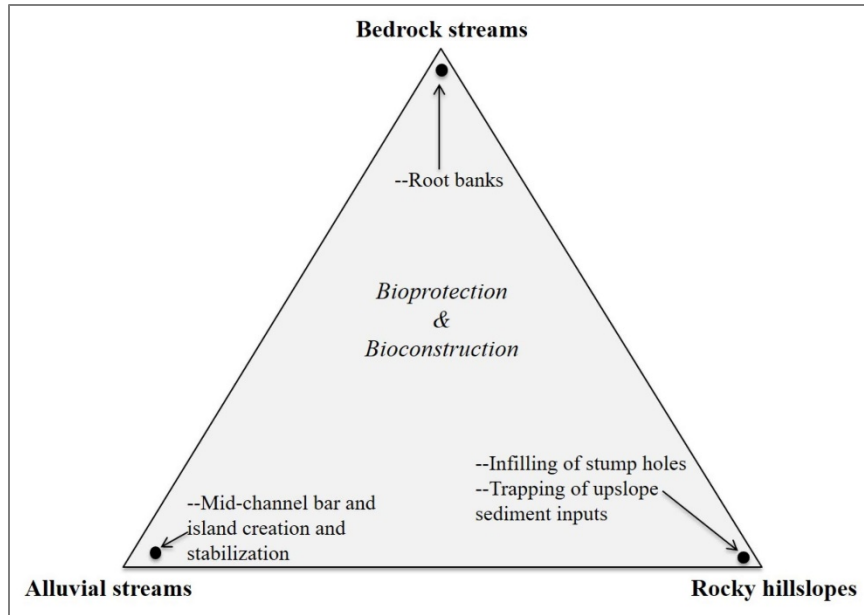 Bedrock streams
--Root banks
Bioprotection
&
Bioconstruction
--Infilling of stump holes
--Trapping of upslope
sediment inputs
--Mid-channel bar and
island creation and
stabilization
Alluvial streams
Rocky hillslopes